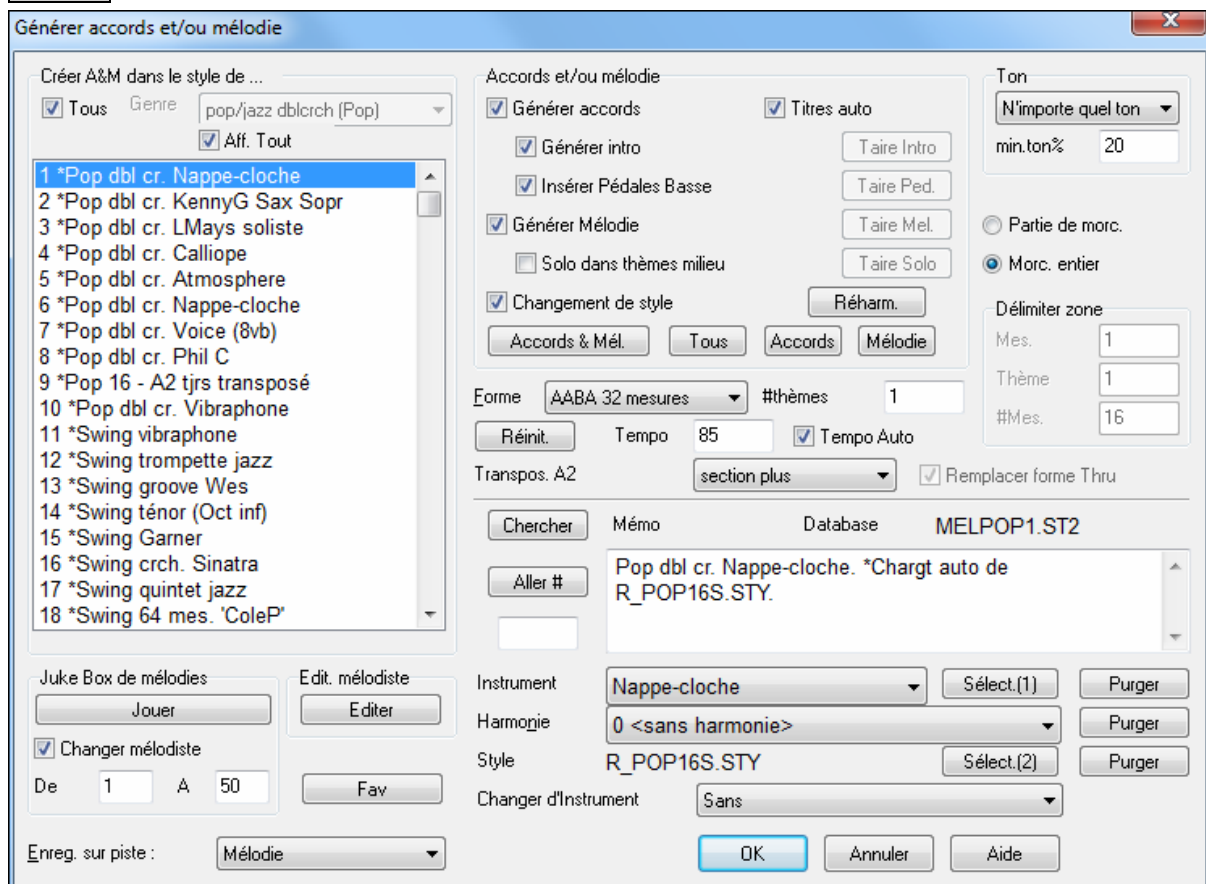 Générer accords et/ou mélodie
Créer A&M dans le style de ...
Tous
Genre
pop/jazz dblcrch (Pop)
Aff. Tout
1 *Pop dbl cr. Nappe-cloche
2 *Pop dbl cr. KennyG Sax Sopr
3 *Pop dbl cr. LMays soliste
4 *Pop dbl cr. Calliope
5 *Pop dbl cr. Atmosphere
6 *Pop dbl cr. Nappe-cloche
7 *Pop dbl cr. Voice (8vb)
8 *Pop dbl cr. Phil C
9 *Pop 16 - A2 tjrs transposé
10 *Pop dbl cr. Vibraphone
11 *Swing vibraphone
12 *Swing trompette jazz
13 *Swing groove Wes
14 *Swing ténor (Oct inf)
15 *Swing Garner
16 *Swing crch. Sinatra
17 *Swing quintet jazz
18 *Swing 64 mes. 'ColeP'
Juke Box de mélodies
Jouer
Changer mélodiste
De 1 A 50
Edit. mélodiste
Editer
Fav
Enreg. sur piste : Mélodie
Accords et/ou mélodie
Générer accords
Titres auto
Générer intro
Taire Intro
Insérer Pédales Basse
Taire Ped.
Générer Mélodie
Taire Mel.
Solo dans thèmes milieu
Taire Solo
Changement de style
Réharm.
Accords & Mél.
Tous
Accords
Mélodie
Ton
N'importe quel ton
min.ton% 20
Partie de morc.
Morc. entier
Délimiter zone
Mes. 1
Thème 1
#Mes. 16
Forme AABA 32 mesures #thèmes 1
Réinit. Tempo 85 Tempo Auto
Transpos. A2 section plus Remplacer forme Thru
Chercher Mémo Database MELPOP1.ST2
Aller #
Pop dbl cr. Nappe-cloche. *Chargt auto de
R_POP16S.STY.
Instrument Nappe-cloche Sélect.(1) Purger
Harmonie 0 <sans harmonie> Purger
Style R_POP16S.STY Sélect.(2) Purger
Changer d'Instrument Sans
OK Annuler Aide